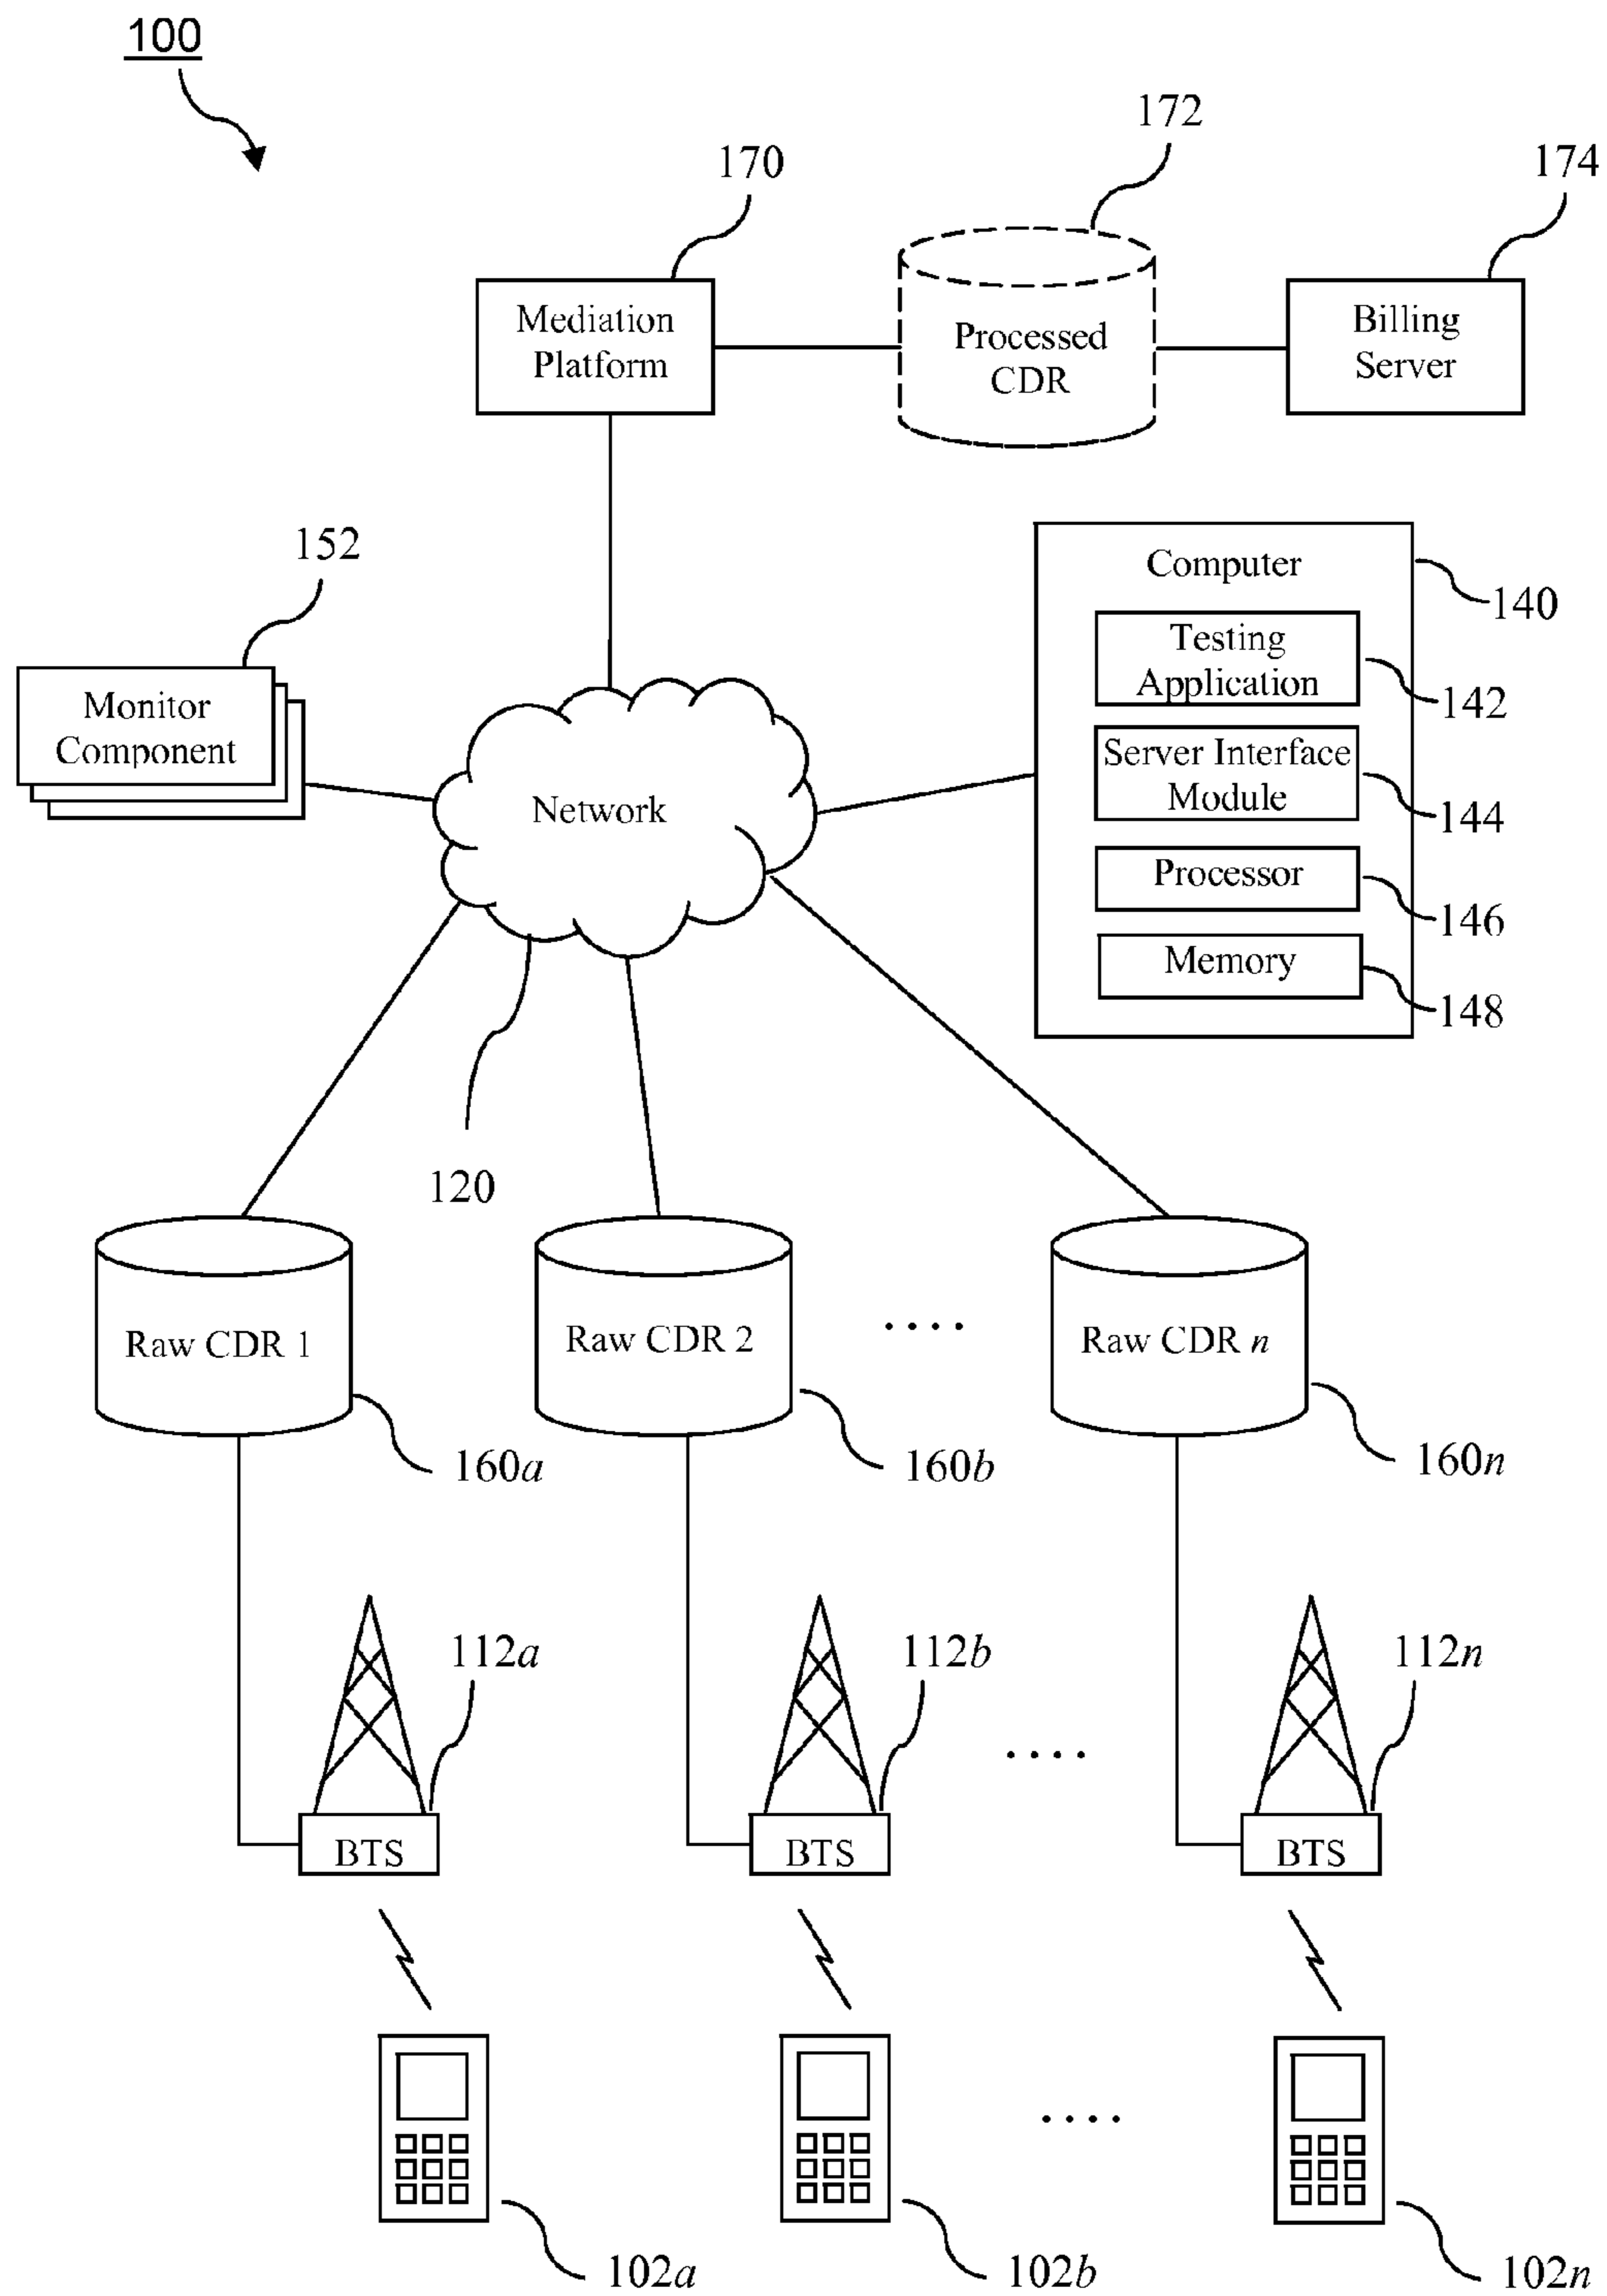 100
172
170
174
Mediation
Platform
Processed
CDR
Billing
Server
152
Monitor
Component
Computer
140
Testing
Application
142
Server Interface
Module
144
Processor
146
Memory
148
Network
120
Raw CDR 1
Raw CDR 2
....
Raw CDR n
160a
160b
160n
112a
112b
112n
....
BTS
BTS
BTS
....
102a
102b
102n